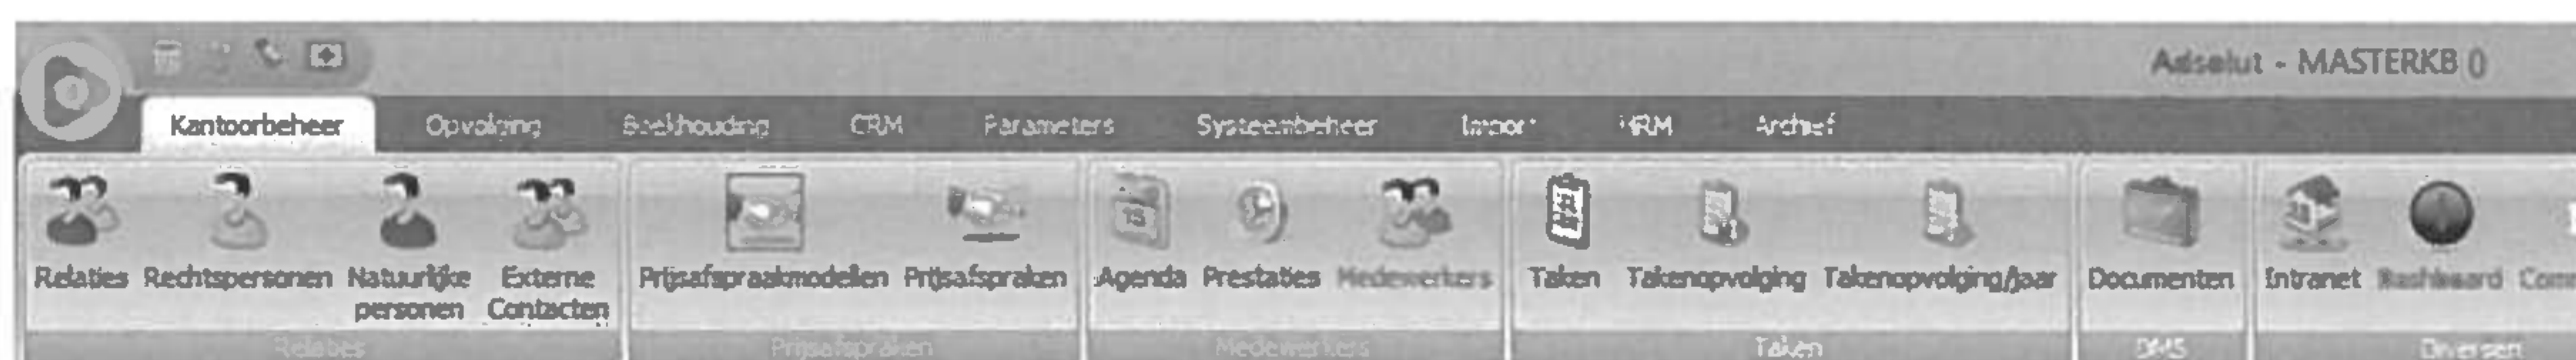 Adsolut - MASTERKB ()
Kantoorbeheer Opvolging Boekhouding CRM Parameters Systeembeheer Import HRM Archief
Relaties Rechtspersonen Natuurlijke personen Externe Contacten Prijsafspraakmodellen Prijsafspraken Agenda Prestaties Medewerkers Taken Takenopvolging Takenopvolging/Jaar Documenten Intranet Dashboard
Relaties Prijsafspraken Medewerkers Taken DMS Diversen